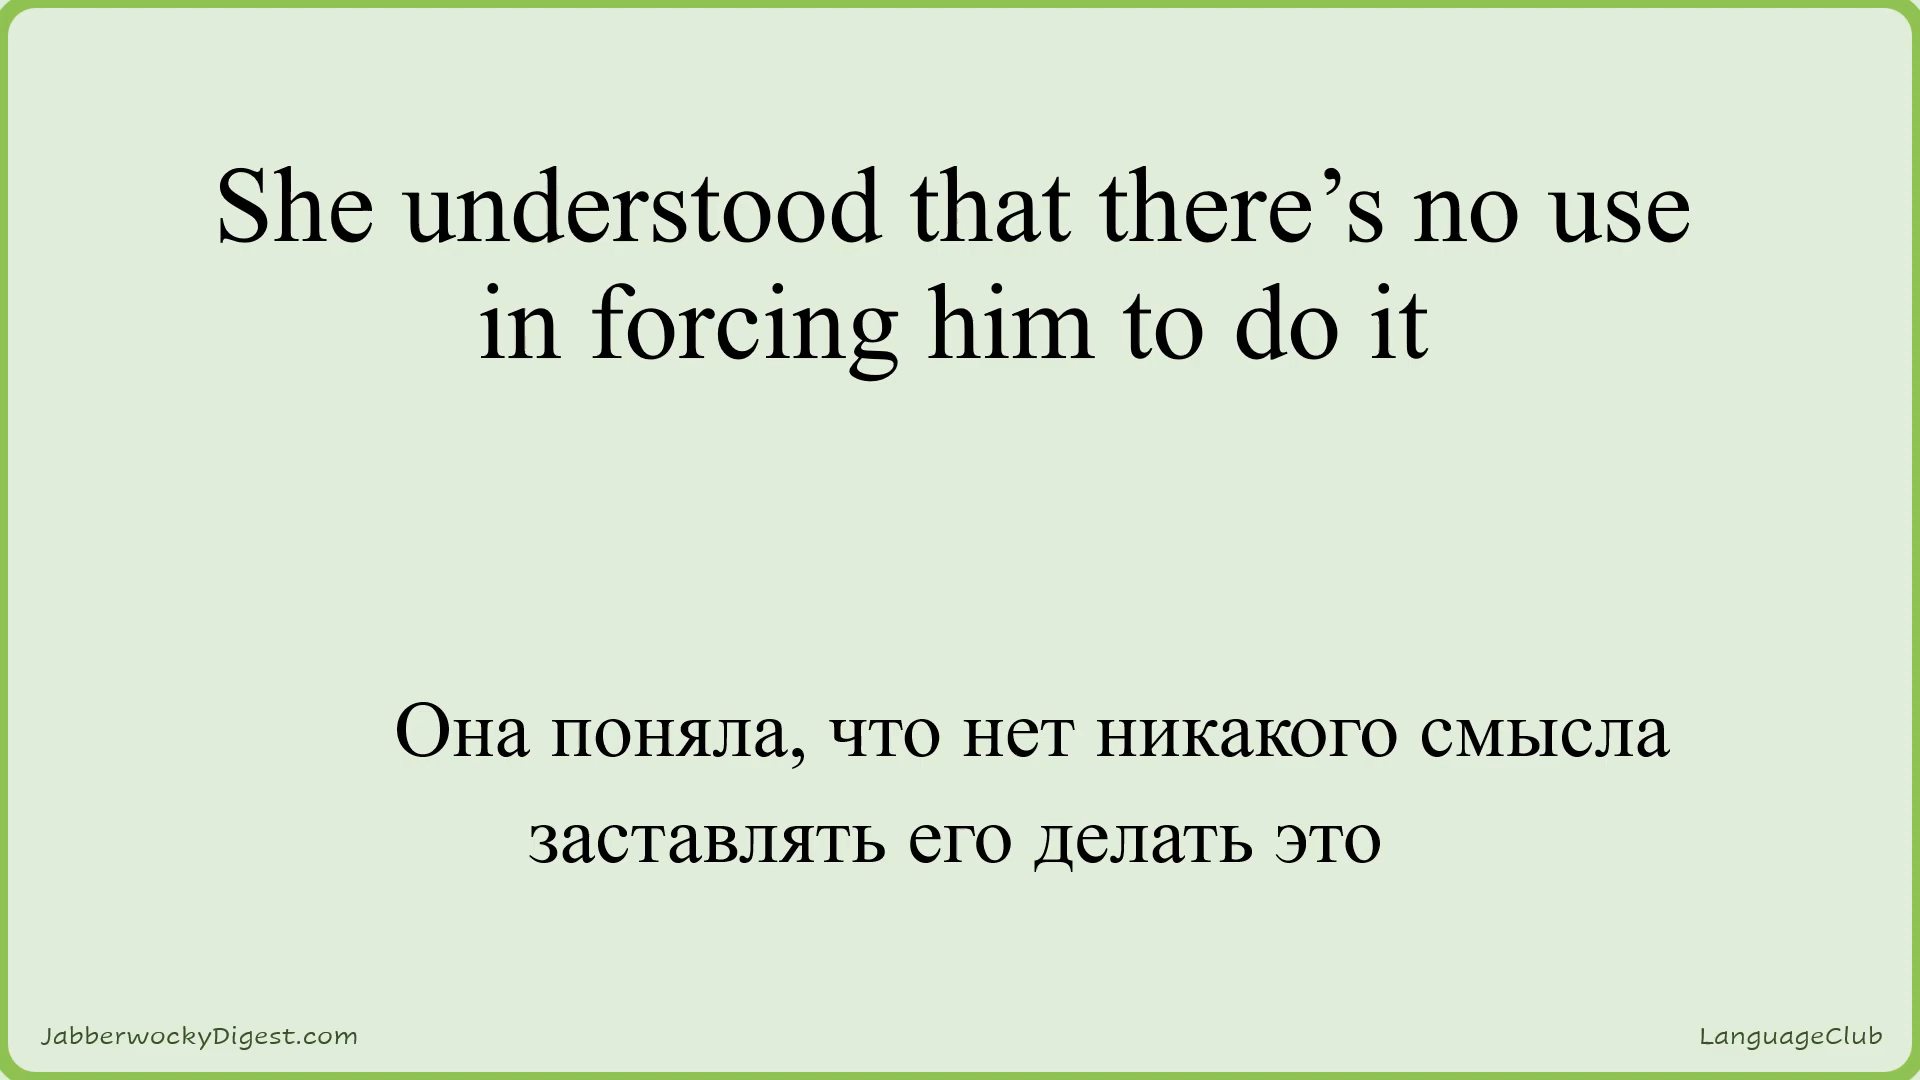 She understood that there’s no use
in forcing him to do it
Она поняла, что нет никакого смысла
заставлять его делать это
JabberwockyDigest.com
LanguageClub